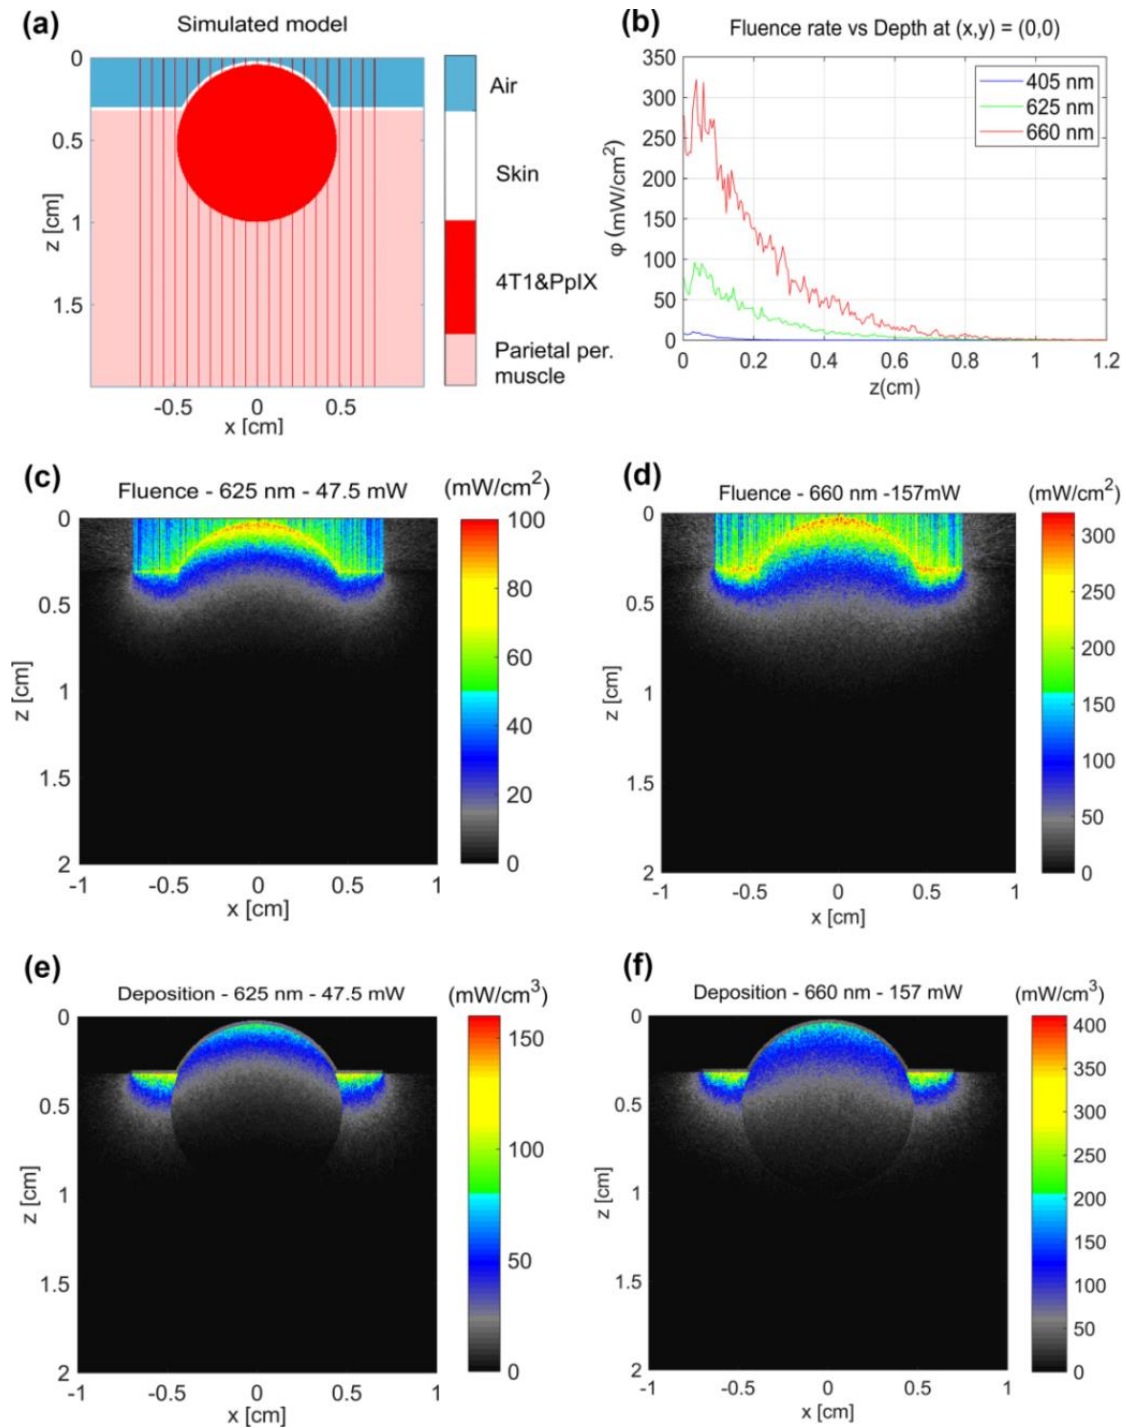 (a)
Simulated model
0
0.5
1
1.5
z [cm]
-0.5
0
0.5
x [cm]
Air
Skin
4T1&PpIX
Parietal per.
muscle
(b)
Fluence rate vs Depth at (x,y) = (0,0)
405 nm
625 nm
660 nm
350
300
250
200
150
100
50
0
φ (mW/cm2)
0
0.2
0.4
0.6
0.8
1
1.2
z(cm)
(c)
Fluence - 625 nm - 47.5 mW
(mW/cm2)
0
0.5
1
1.5
2
z [cm]
-1
-0.5
0
0.5
1
x [cm]
100
80
60
40
20
0
(d)
Fluence - 660 nm -157mW
(mW/cm2)
0
0.5
1
1.5
2
z [cm]
-1
-0.5
0
0.5
1
x [cm]
300
250
200
150
100
50
0
(e)
Deposition - 625 nm - 47.5 mW
(mW/cm3)
0
0.5
1
1.5
2
z [cm]
-1
-0.5
0
0.5
1
x [cm]
150
100
50
0
(f)
Deposition - 660 nm - 157 mW
(mW/cm3)
0
0.5
1
1.5
2
z [cm]
-1
-0.5
0
0.5
1
x [cm]
400
350
300
250
200
150
100
50
0